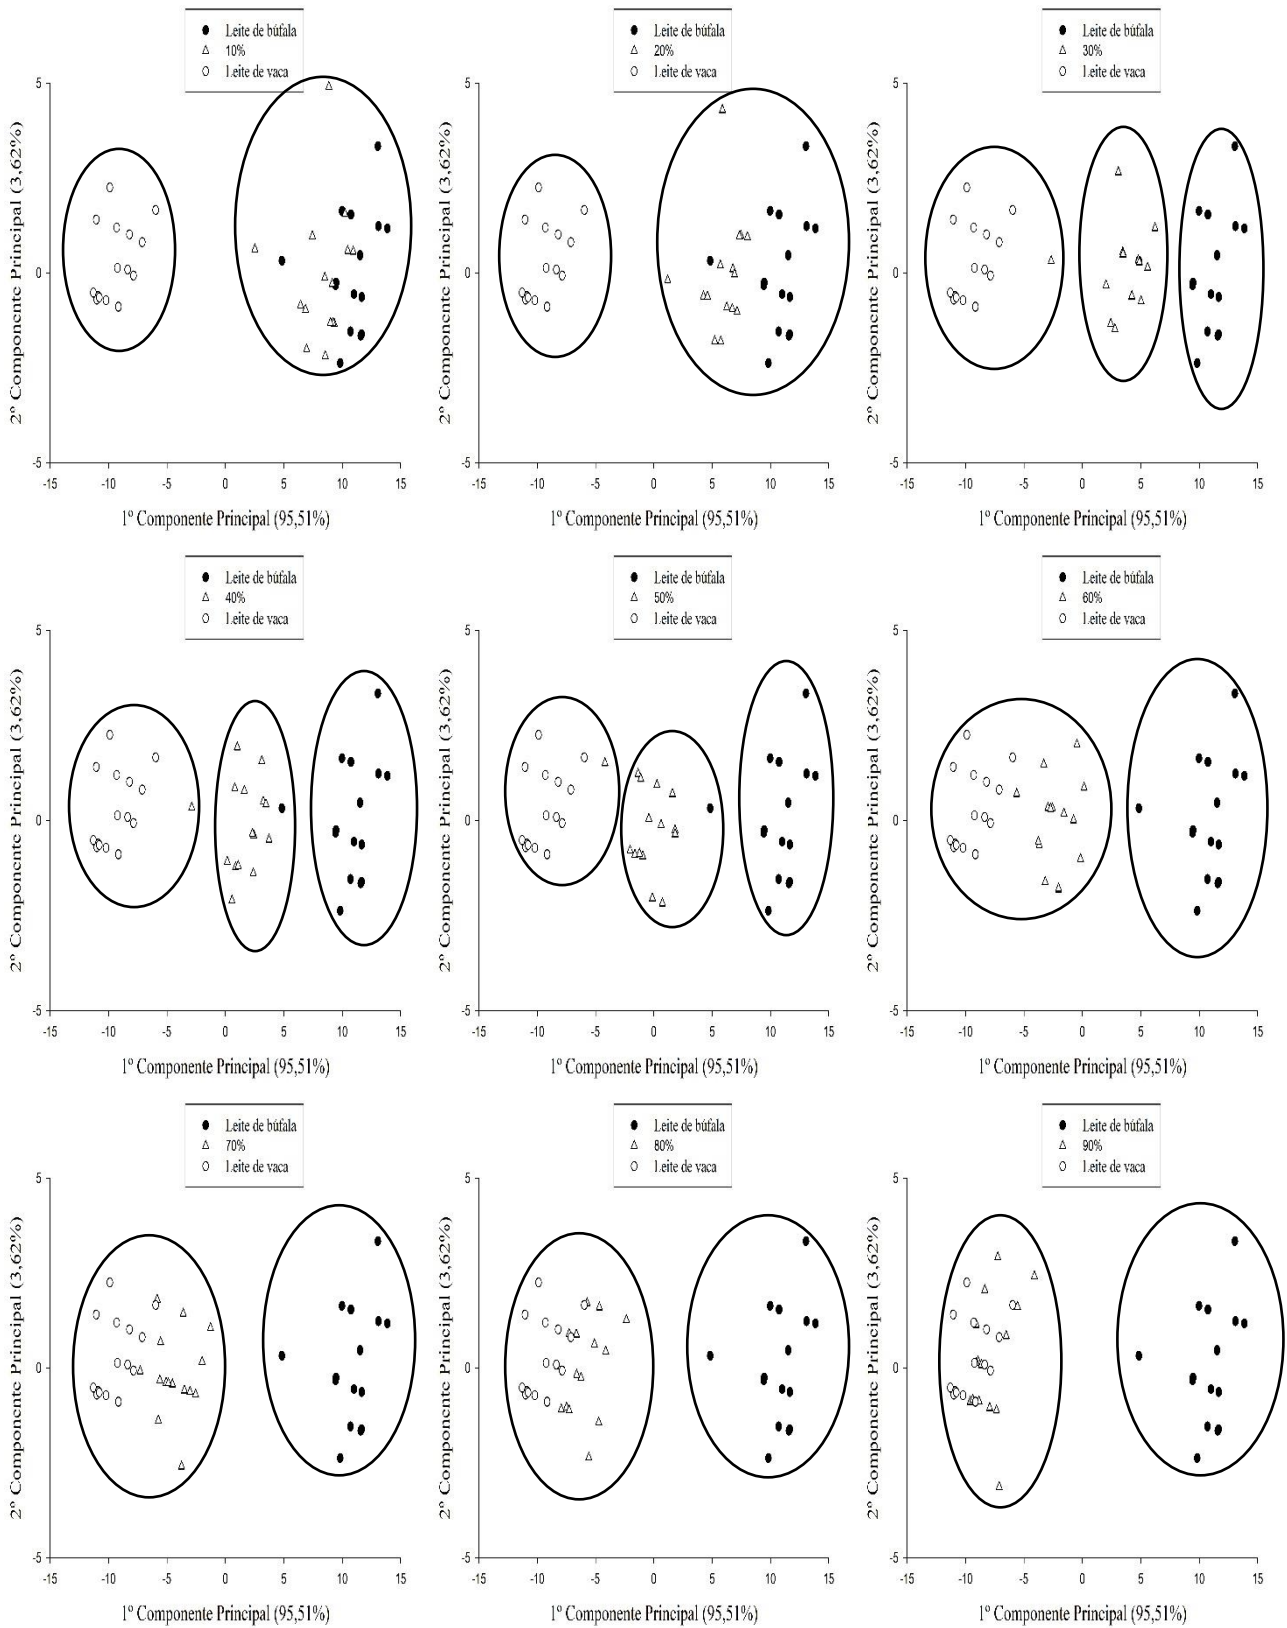 Leite de búfala
10%
Leite de vaca
5
0
-5
2º Componente Principal (3,62%)
-15 -10 -5 0 5 10 15
1º Componente Principal (95,51%)
Leite de búfala
20%
Leite de vaca
5
0
-5
2º Componente Principal (3,62%)
-15 -10 -5 0 5 10 15
1º Componente Principal (95,51%)
Leite de búfala
30%
Leite de vaca
5
0
-5
2º Componente Principal (3,62%)
-15 -10 -5 0 5 10 15
1º Componente Principal (95,51%)
Leite de búfala
40%
Leite de vaca
5
0
-5
2º Componente Principal (3,62%)
-15 -10 -5 0 5 10 15
1º Componente Principal (95,51%)
Leite de búfala
50%
Leite de vaca
5
0
-5
2º Componente Principal (3,62%)
-15 -10 -5 0 5 10 15
1º Componente Principal (95,51%)
Leite de búfala
60%
Leite de vaca
5
0
-5
2º Componente Principal (3,62%)
-15 -10 -5 0 5 10 15
1º Componente Principal (95,51%)
Leite de búfala
70%
Leite de vaca
5
0
-5
2º Componente Principal (3,62%)
-15 -10 -5 0 5 10 15
1º Componente Principal (95,51%)
Leite de búfala
80%
Leite de vaca
5
0
-5
2º Componente Principal (3,62%)
-15 -10 -5 0 5 10 15
1º Componente Principal (95,51%)
Leite de búfala
90%
Leite de vaca
5
0
-5
2º Componente Principal (3,62%)
-15 -10 -5 0 5 10 15
1º Componente Principal (95,51%)